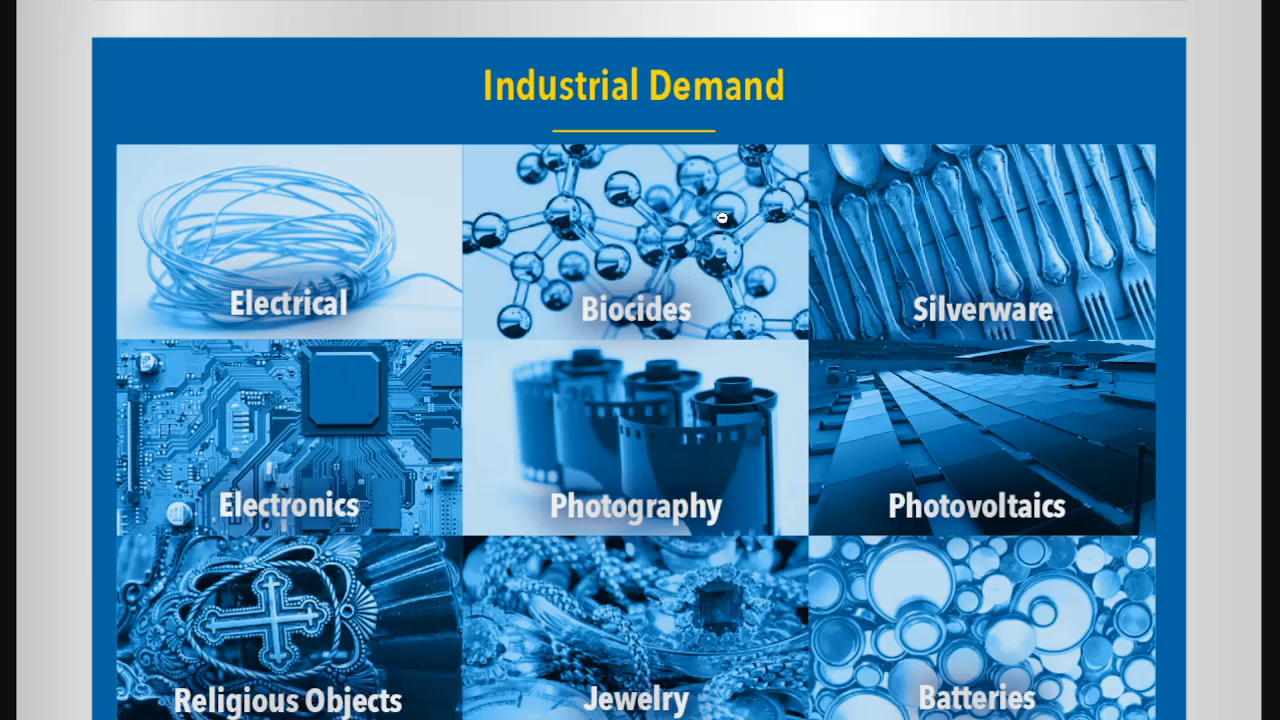 Industrial Demand
Electrical
Biocides
Silverware
Electronics
Photography
Photovoltaics
Religious Objects
Jewelry
Batteries